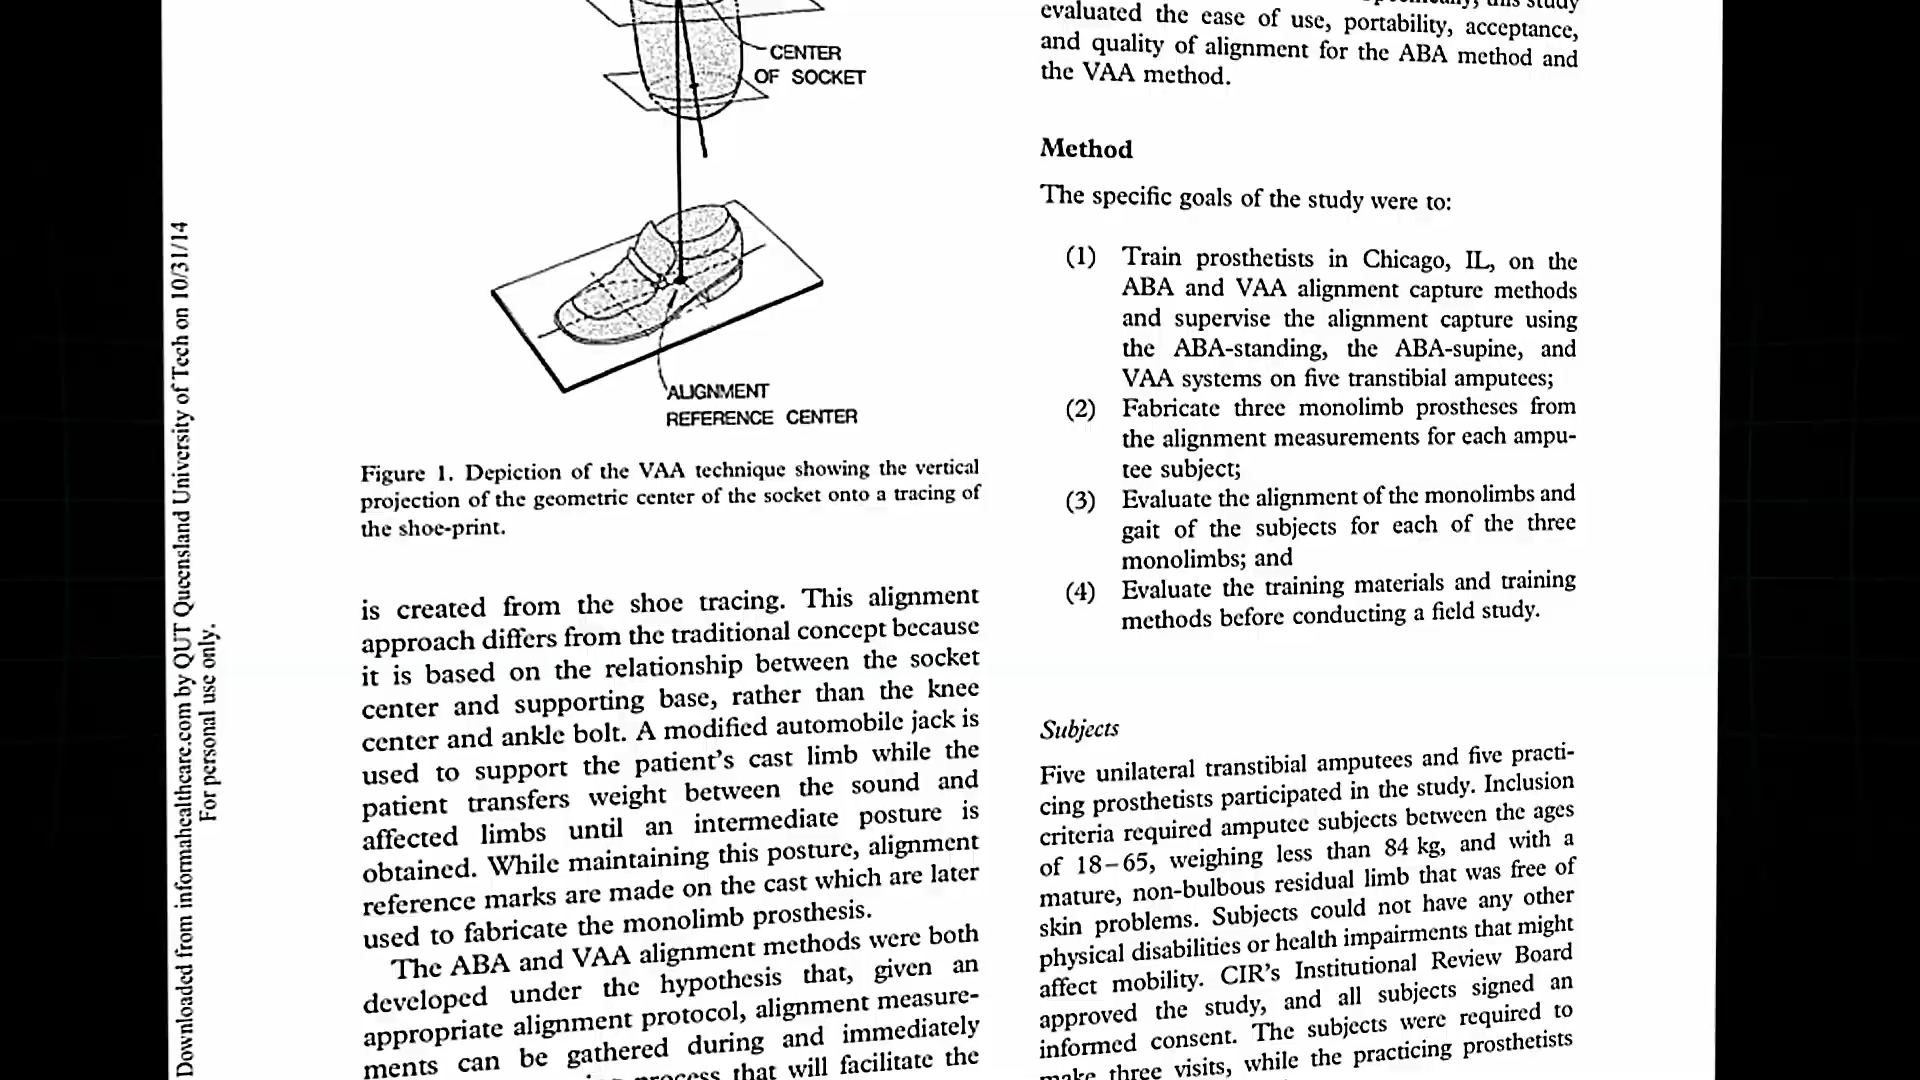 CENTER
OF SOCKET
ALIGNMENT
REFERENCE CENTER
Figure 1. Depiction of the VAA technique showing the vertical
projection of the geometric center of the socket onto a tracing of
the shoe-print.
is created from the shoe tracing. This alignment
approach differs from the traditional concept because
it is based on the relationship between the socket
center and supporting base, rather than the knee
center and ankle bolt. A modified automobile jack is
used to support the patient's cast limb while the
patient transfers weight between the sound and
affected limbs until an intermediate posture is
obtained. While maintaining this posture, alignment
reference marks are made on the cast which are later
used to fabricate the monolimb prosthesis.
The ABA and VAA alignment methods were both
developed under the hypothesis that, given an
appropriate alignment protocol, alignment measure-
ments can be gathered during and immediately
process that will facilitate the
this study
evaluated the ease of use, portability, acceptance,
and quality of alignment for the ABA method and
the VAA method.
Method
The specific goals of the study were to:
(1) Train prosthetists in Chicago, IL, on the
ABA and VAA alignment capture methods
and supervise the alignment capture using
the ABA-standing, the ABA-supine, and
VAA systems on five transtibial amputees;
(2) Fabricate three monolimb prostheses from
the alignment measurements for each ampu-
tee subject;
(3) Evaluate the alignment of the monolimbs and
gait of the subjects for each of the three
monolimbs; and
(4) Evaluate the training materials and training
methods before conducting a field study.
Subjects
Five unilateral transtibial amputees and five practi-
cing prosthetists participated in the study. Inclusion
criteria required amputee subjects between the ages
of 18–65, weighing less than 84 kg, and with a
mature, non-bulbous residual limb that was free of
skin problems. Subjects could not have any other
physical disabilities or health impairments that might
affect mobility. CIR's Institutional Review Board
approved the study, and all subjects signed an
informed consent. The subjects were required to
make three visits, while the practicing prosthetists
Downloaded from informahealthcare.com by QUT Queensland University of Tech on 10/31/14
For personal use only.